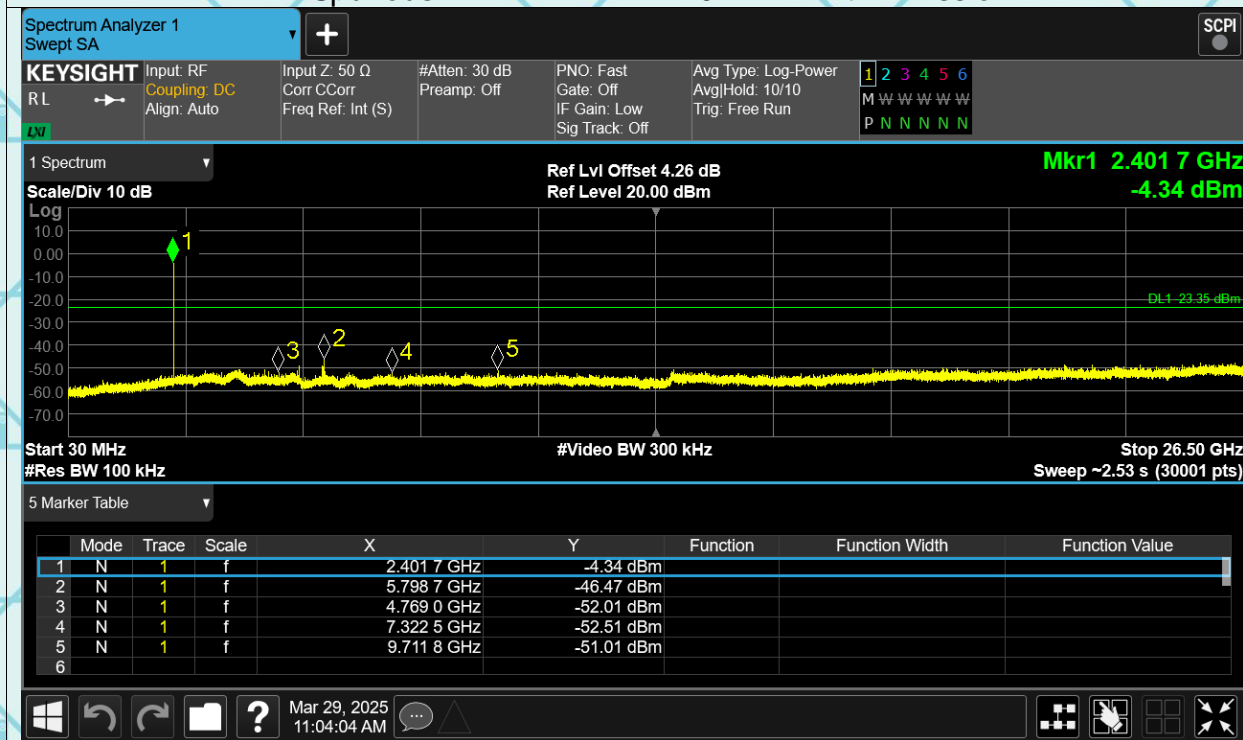 Spectrum Analyzer 1
Swept SA
+
SCPI
KEYSIGHT
RL
LXI
Input: RF
Coupling: DC
Align: Auto
Input Z: 50 Ω
Corr CCorr
Freq Ref: Int (S)
#Atten: 30 dB
Preamp: Off
PNO: Fast
Gate: Off
IF Gain: Low
Sig Track: Off
Avg Type: Log-Power
Avg|Hold: 10/10
Trig: Free Run
1 2 3 4 5 6
M W W W W W W
P N N N N N N
1 Spectrum
Scale/Div 10 dB
Ref Lvl Offset 4.26 dB
Ref Level 20.00 dBm
Mkr1 2.401 7 GHz
-4.34 dBm
Log
10.0
0.00
-10.0
-20.0
-30.0
-40.0
-50.0
-60.0
-70.0
1
DL1 -23.35 dBm
3
2
4
5
Start 30 MHz
#Video BW 300 kHz
Stop 26.50 GHz
#Res BW 100 kHz
Sweep ~2.53 s (30001 pts)
5 Marker Table
Mode Trace Scale X Y Function Function Width Function Value
1 N 1 f 2.401 7 GHz -4.34 dBm
2 N 1 f 5.798 7 GHz -46.47 dBm
3 N 1 f 4.769 0 GHz -52.01 dBm
4 N 1 f 7.322 5 GHz -52.51 dBm
5 N 1 f 9.711 8 GHz -51.01 dBm
6
?
Mar 29, 2025
11:04:04 AM